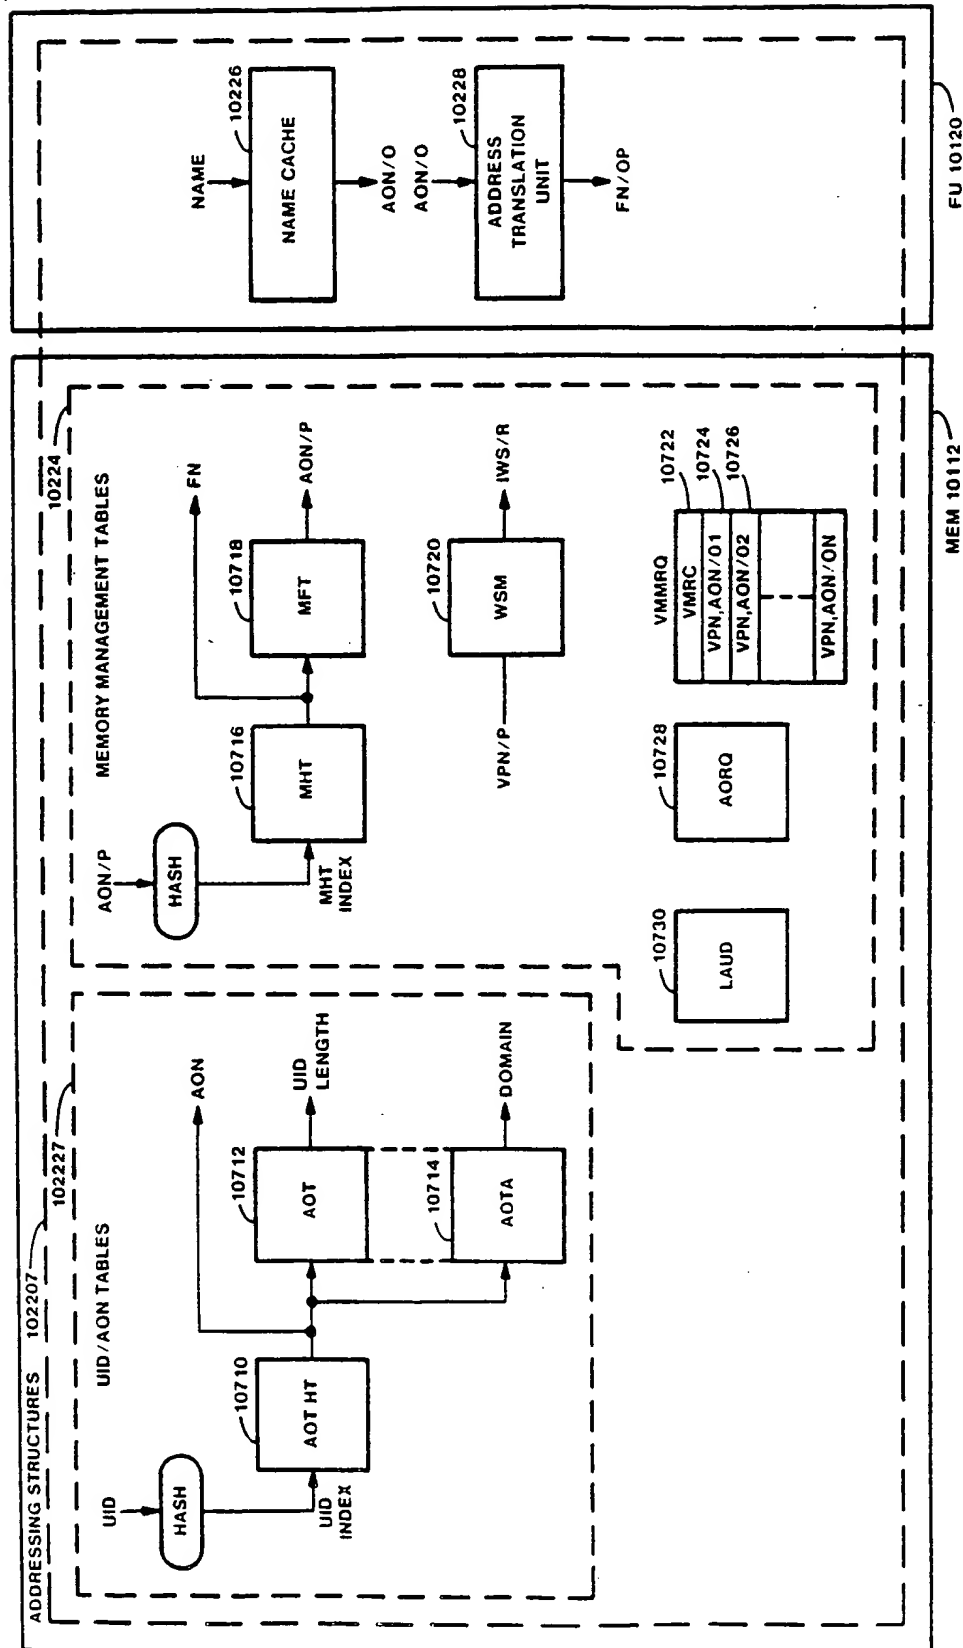 ADDRESSING STRUCTURES 102207
102227
UID/AON TABLES
UID
HASH
UID
INDEX
10710
AOT HT
AON
10712
AOT
UID
LENGTH
10714
AOTA
DOMAIN
10224
MEMORY MANAGEMENT TABLES
AON/P
HASH
MHT
INDEX
10716
MHT
FN
10718
MFT
AON/P
VPN/P
10720
WSM
IWS/R
10730
LAUD
10728
AORQ
VMMRQ
VMRC
10722
VPN,AON/O1
10724
VPN,AON/O2
10726
VPN,AON/ON
MEM 10112
NAME
10226
NAME CACHE
AON/O
AON/O
10228
ADDRESS
TRANSLATION
UNIT
FN/OP
FU 10120